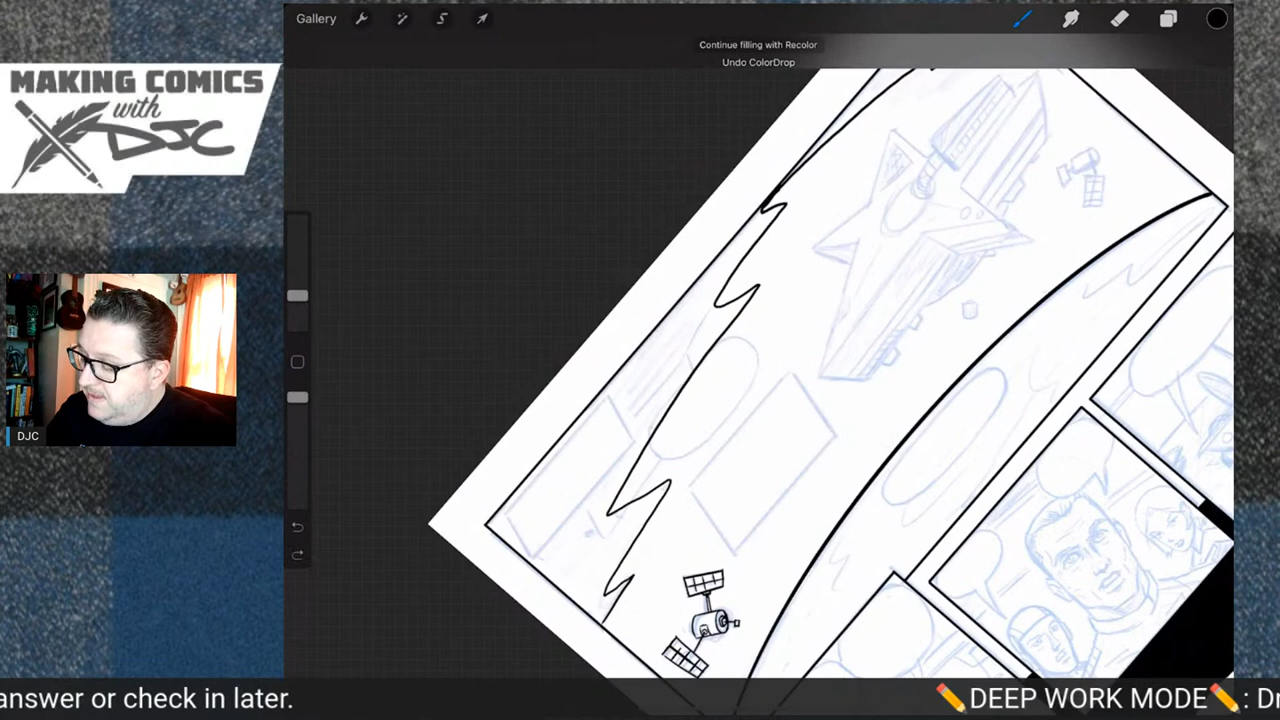 Gallery
Continue filling with Recolor
Undo ColorDrop
MAKING COMICS
with
DJC
DJC
answer or check in later.
✏️DEEP WORK MODE✏️: Dr